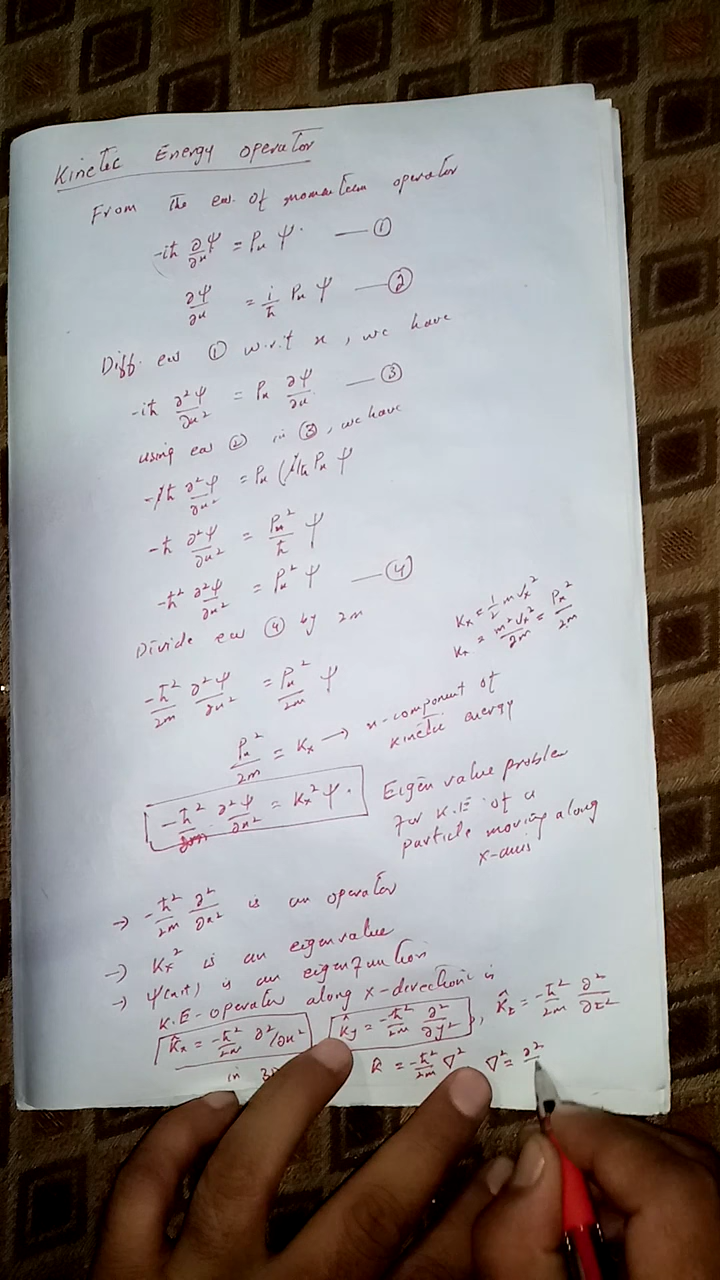 Kinetic Energy operator
From the eq. of momentum operator
-iħ ∂ψ/∂x = Px ψ. —①
∂ψ/∂x = i/ħ Px ψ —②
Diff. eq ① w.r.t x, we have
-iħ ∂²ψ/∂x² = Px ∂ψ/∂x —③
using eq ② in ③, we have
-iħ ∂²ψ/∂x² = Px (i/ħ Px ψ
-ħ ∂²ψ/∂x² = Px²/ħ ψ
-ħ² ∂²ψ/∂x² = Px² ψ —④
Divide eq ④ by 2m
Kx = 1/2 m Vx²
Kx = m²Vx²/2m = Px²/2m
-ħ²/2m ∂²ψ/∂x² = Px²/2m ψ
Px²/2m = Kx → x-component of
kinetic energy
-ħ²/2m ∂²ψ/∂x² = Kx² ψ.
Eigen value problem
for K.E of a
particle moving along
x-axis
→ -ħ²/2m ∂²/∂x² is an operator
→ Kx² is an eigenvalue
→ ψ(x,t) is an eigenfunction
K.E-operator along x-direction is
K̂x = -ħ²/2m ∂²/∂x² K̂y = -ħ²/2m ∂²/∂y², K̂z = -ħ²/2m ∂²/∂z²
in 3D K̂ = -ħ²/2m ∇² ∇² = ∂²